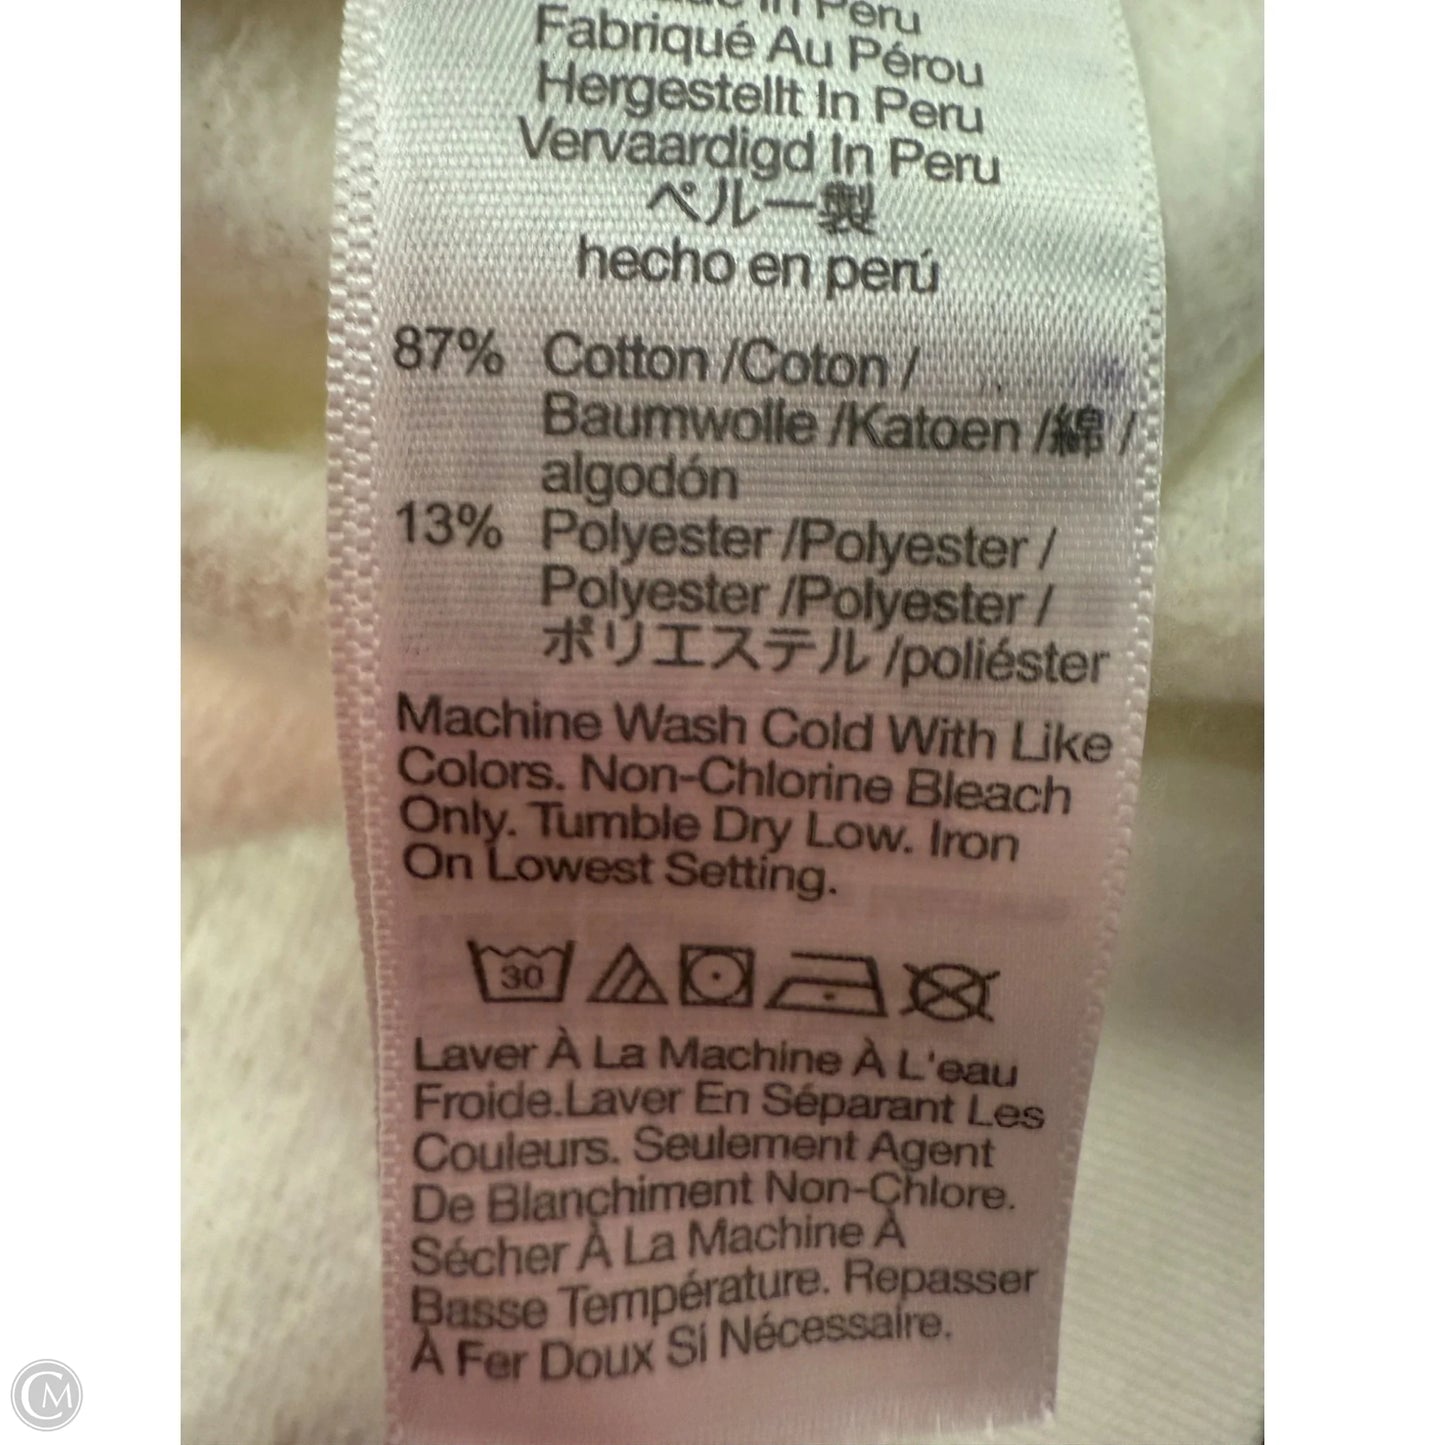 Made In Peru
Fabriqué Au Pérou
Hergestellt In Peru
Vervaardigd In Peru
ペルー製
hecho en perú
87% Cotton /Coton /
Baumwolle /Katoen /綿 /
algodón
13% Polyester /Polyester /
Polyester /Polyester /
ポリエステル /poliéster
Machine Wash Cold With Like
Colors. Non-Chlorine Bleach
Only. Tumble Dry Low. Iron
On Lowest Setting.
30
Laver À La Machine À L'eau
Froide.Laver En Séparant Les
Couleurs. Seulement Agent
De Blanchiment Non-Chlore.
Sécher À La Machine À
Basse Température. Repasser
À Fer Doux Si Nécessaire.
CM